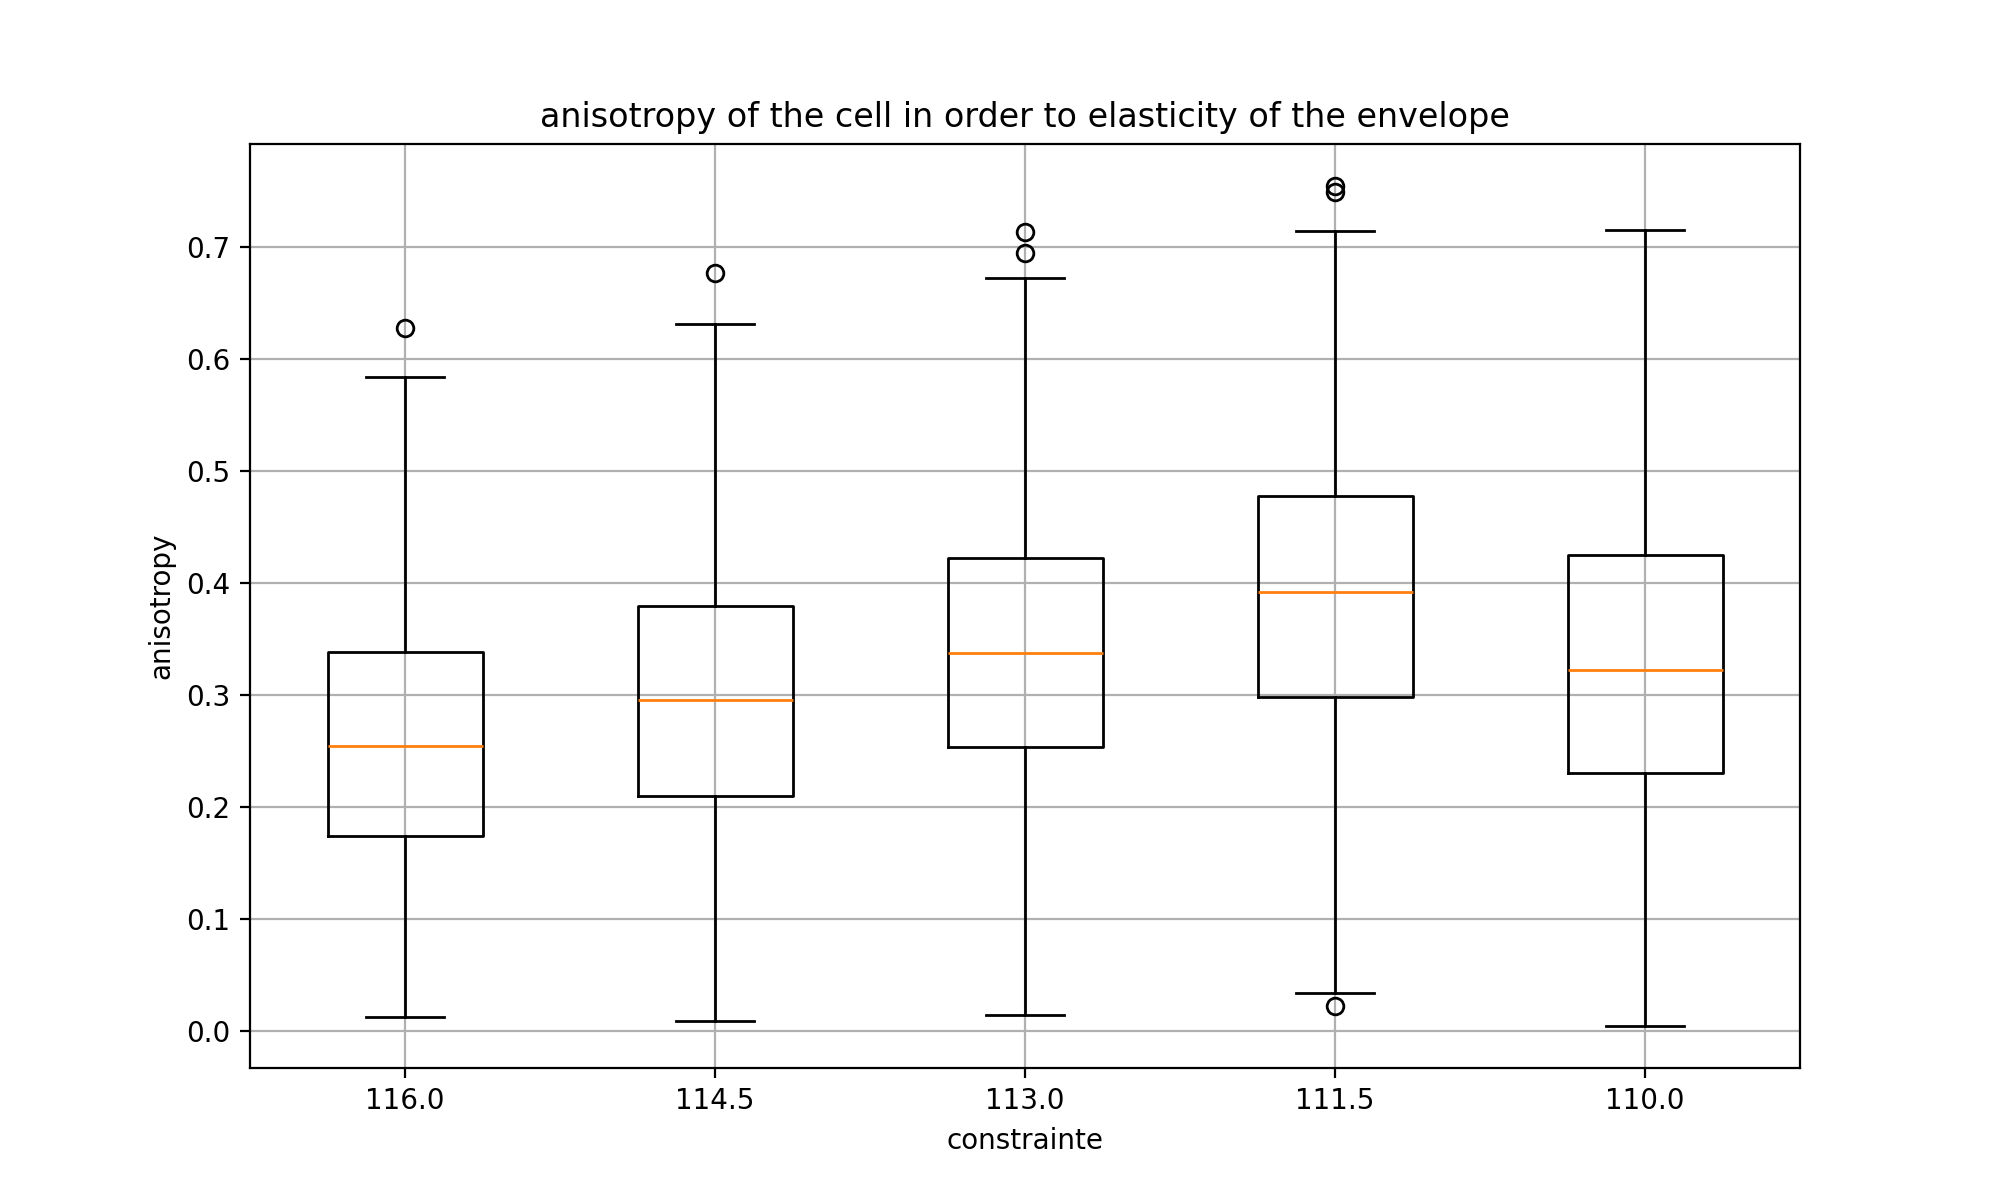 anisotropy of the cell in order to elasticity of the envelope
anisotropy
0.7
0.6
0.5
0.4
0.3
0.2
0.1
0.0
116.0 114.5 113.0 111.5 110.0
constrainte